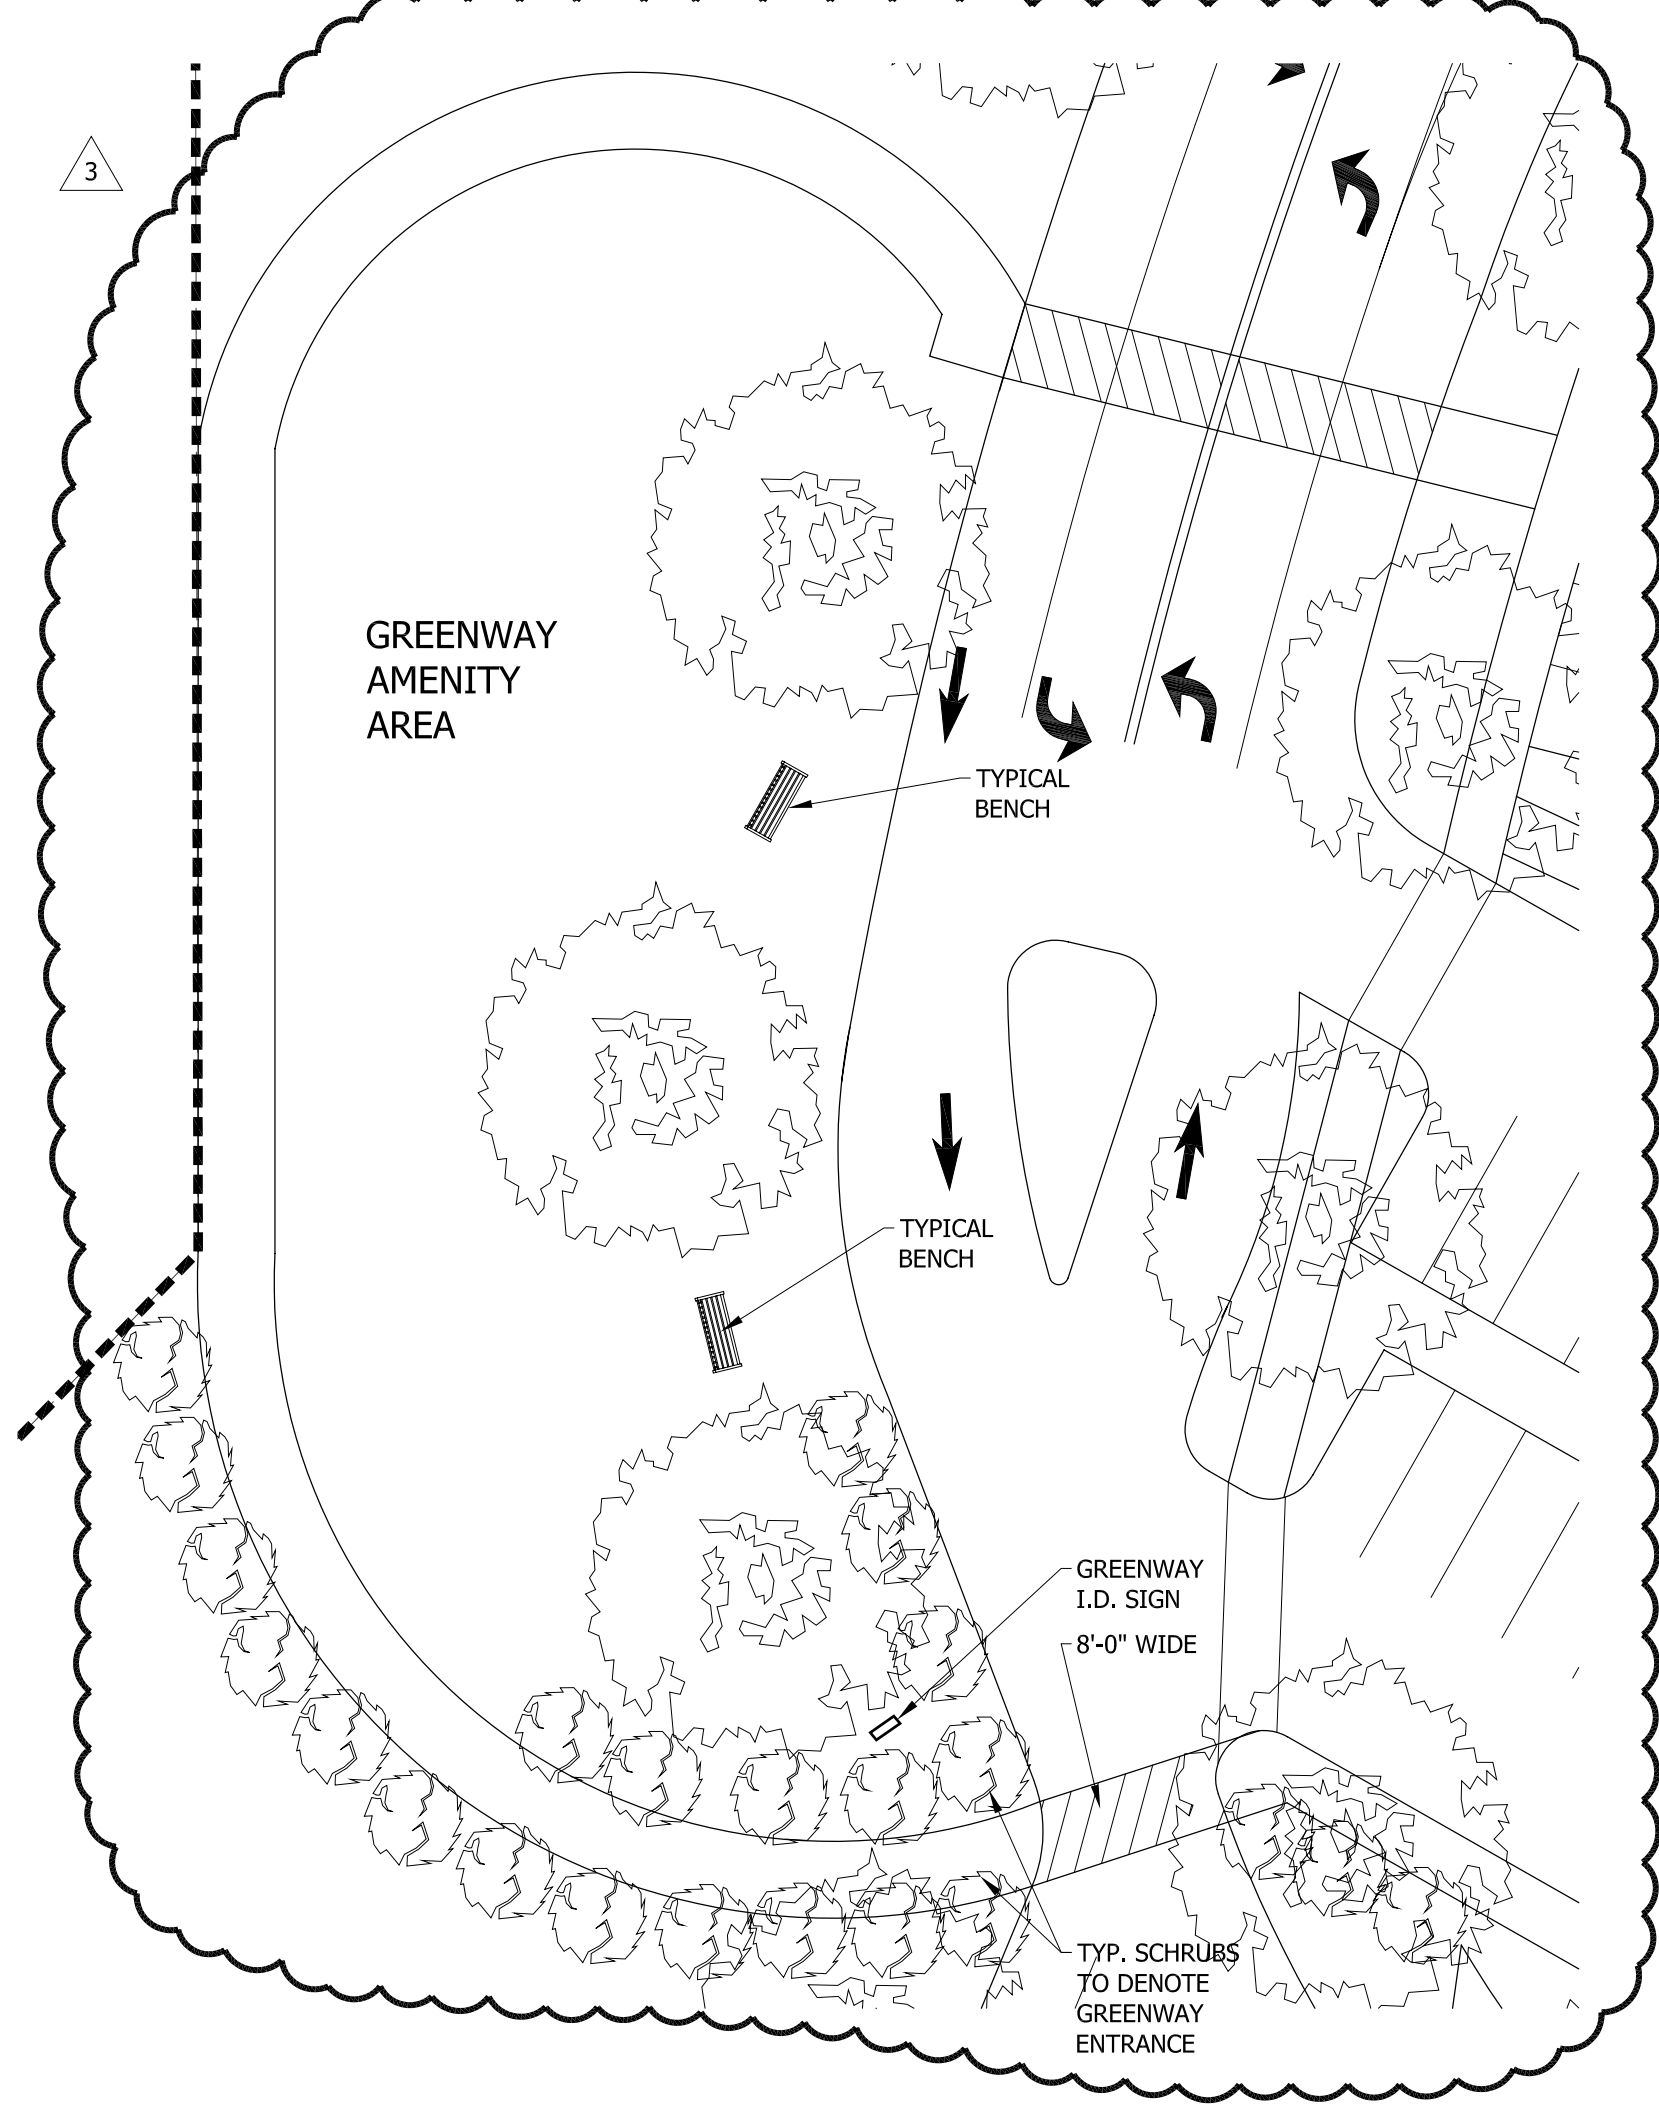 3
GREENWAY
AMENITY
AREA
TYPICAL
BENCH
TYPICAL
BENCH
GREENWAY
I.D. SIGN
8'-0" WIDE
TYP. SCHRUBS
TO DENOTE
GREENWAY
ENTRANCE